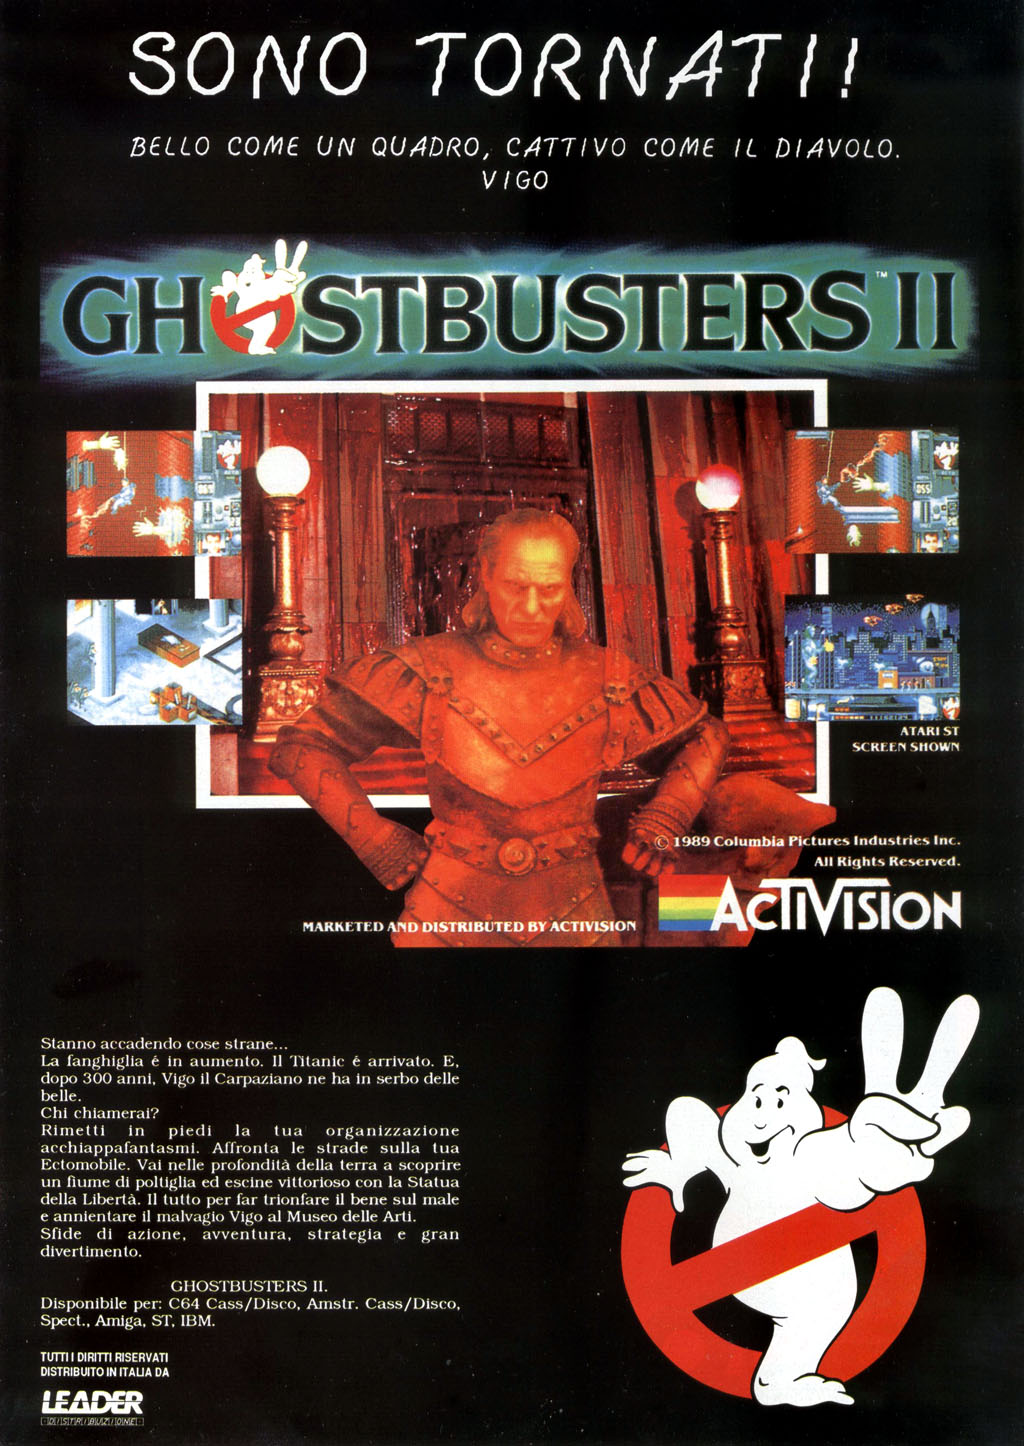 SONO TORNATI!
BELLO COME UN QUADRO, CATTIVO COME IL DIAVOLO.
VIGO
GHOSTBUSTERS™ II
ATARI ST
SCREEN SHOWN
© 1989 Columbia Pictures Industries Inc.
All Rights Reserved.
ACTIVISION
MARKETED AND DISTRIBUTED BY ACTIVISION
Stanno accadendo cose strane...
La fanghiglia é in aumento. Il Titanic é arrivato. E,
dopo 300 anni, Vigo il Carpaziano ne ha in serbo delle
belle.
Chi chiamerai?
Rimetti in piedi la tua organizzazione
acchiappafantasmi. Affronta le strade sulla tua
Ectomobile. Vai nelle profondità della terra a scoprire
un fiume di poltiglia ed escine vittorioso con la Statua
della Libertà. Il tutto per far trionfare il bene sul male
e annientare il malvagio Vigo al Museo delle Arti.
Sfide di azione, avventura, strategia e gran
divertimento.
GHOSTBUSTERS II.
Disponibile per: C64 Cass/Disco, Amstr. Cass/Disco,
Spect., Amiga, ST, IBM.
TUTTI I DIRITTI RISERVATI
DISTRIBUITO IN ITALIA DA
LEADER
DISTRIBUZIONE